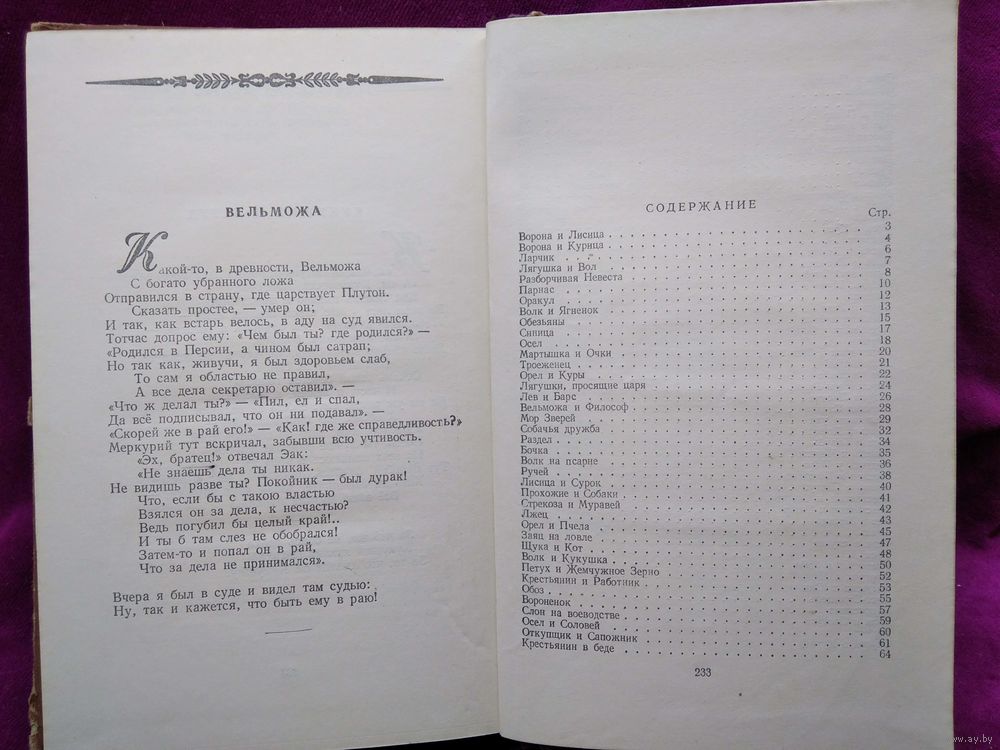 ВЕЛЬМОЖА
Какой-то, в древности, Вельможа
С богато убранного ложа
Отправился в страну, где царствует Плутон.
Сказать простее, — умер он;
И так, как встарь велось, в аду на суд явился.
Тотчас допрос ему: «Чем был ты? где родился?» —
«Родился в Персии, а чином был сатрап;
Но так как, живучи, я был здоровьем слаб,
То сам я областью не правил,
А все дела секретарю оставил». —
«Что ж делал ты?» — «Пил, ел и спал,
Да всё подписывал, что он ни подавал». —
«Скорей же в рай его!» — «Как! где же справедливость?»
Меркурий тут вскричал, забывши всю учтивость.
«Эх, братец!» отвечал Эак:
«Не знаешь дела ты никак.
Не видишь разве ты? Покойник — был дурак!
Что, если бы с такою властью
Взялся он за дела, к несчастью?
Ведь погубил бы целый край!..
И ты б там слез не обобрался!
Затем-то и попал он в рай,
Что за дела не принимался».
Вчера я был в суде и видел там судью:
Ну, так и кажется, что быть ему в раю!
СОДЕРЖАНИЕ
Стр.
Ворона и Лисица 3
Ворона и Курица 4
Ларчик 6
Лягушка и Вол 7
Разборчивая Невеста 8
Парнас 10
Оракул 12
Волк и Ягненок 13
Обезьяны 15
Синица 17
Осел 18
Мартышка и Очки 20
Троеженец 21
Орел и Куры 22
Лягушки, просящие царя 24
Лев и Барс 26
Вельможа и Философ 28
Мор Зверей 29
Собачья дружба 32
Раздел 34
Бочка 35
Волк на псарне 36
Ручей 38
Лисица и Сурок 40
Прохожие и Собаки 41
Стрекоза и Муравей 42
Лжец 43
Орел и Пчела 45
Заяц на ловле 47
Щука и Кот 48
Волк и Кукушка 50
Петух и Жемчужное Зерно 52
Крестьянин и Работник 53
Обоз 55
Вороненок 57
Слон на воеводстве 59
Осел и Соловей 60
Откупщик и Сапожник 61
Крестьянин в беде 64
233
www.ay.by